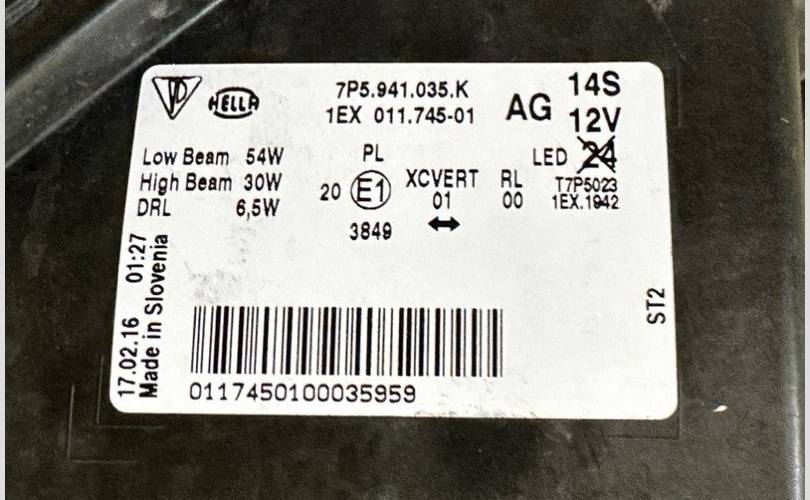 HELLA
7P5.941.035.K
1EX 011.745-01
AG
14S
12V
LED 24
T7P5023
1EX.1942
Low Beam 54W
High Beam 30W
DRL 6,5W
PL
20 E1
3849
XCVERT
01
RL
00
17.02.16 01:27
Made in Slovenia
ST2
01174501000035959